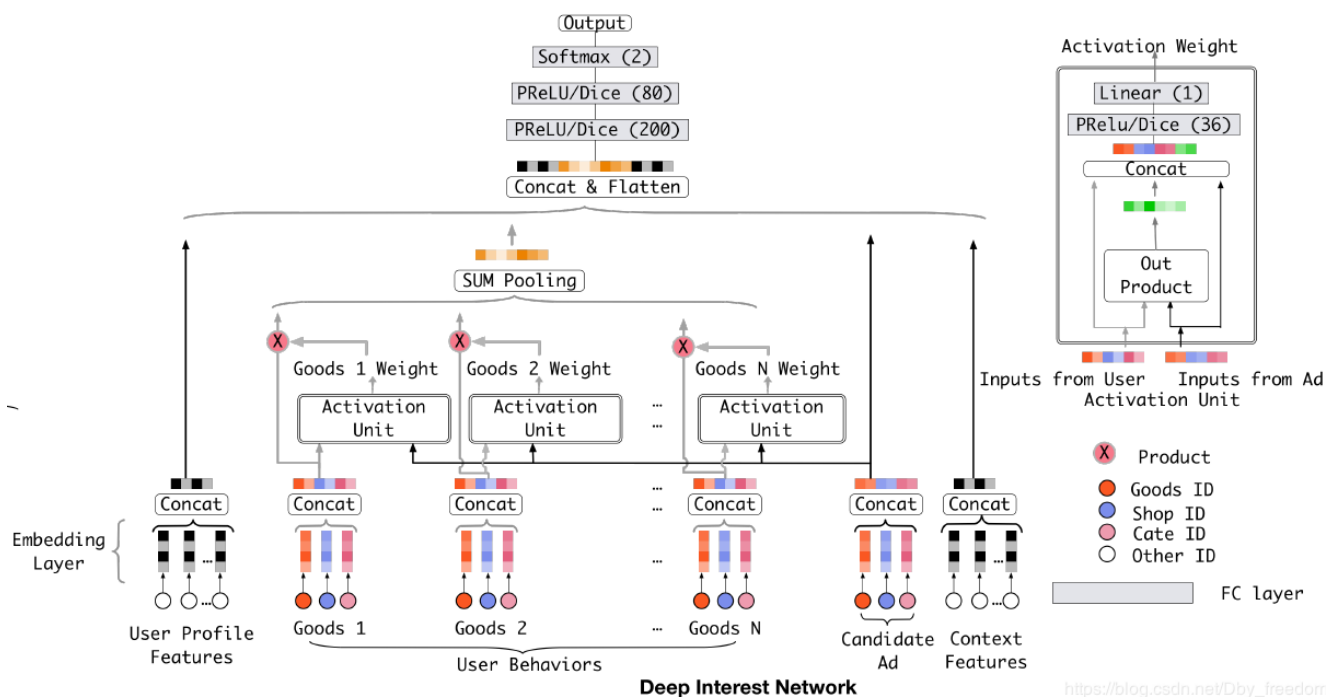 Output
Softmax (2)
PReLU/Dice (80)
PReLU/Dice (200)
Concat & Flatten
SUM Pooling
X
X
X
Goods 1 Weight
Goods 2 Weight
Goods N Weight
Activation
Unit
Activation
Unit
...
...
Activation
Unit
Concat
Concat
Concat
...
...
Concat
Concat
Concat
Embedding
Layer
...
...
...
...
Goods 1
Goods 2
...
Goods N
User Profile
Features
User Behaviors
Candidate
Ad
Context
Features
Deep Interest Network
Activation Weight
Linear (1)
PRelu/Dice (36)
Concat
Out
Product
Inputs from User
Inputs from Ad
Activation Unit
X Product
Goods ID
Shop ID
Cate ID
Other ID
FC layer
https://blog.csdn.net/Dby_freedom